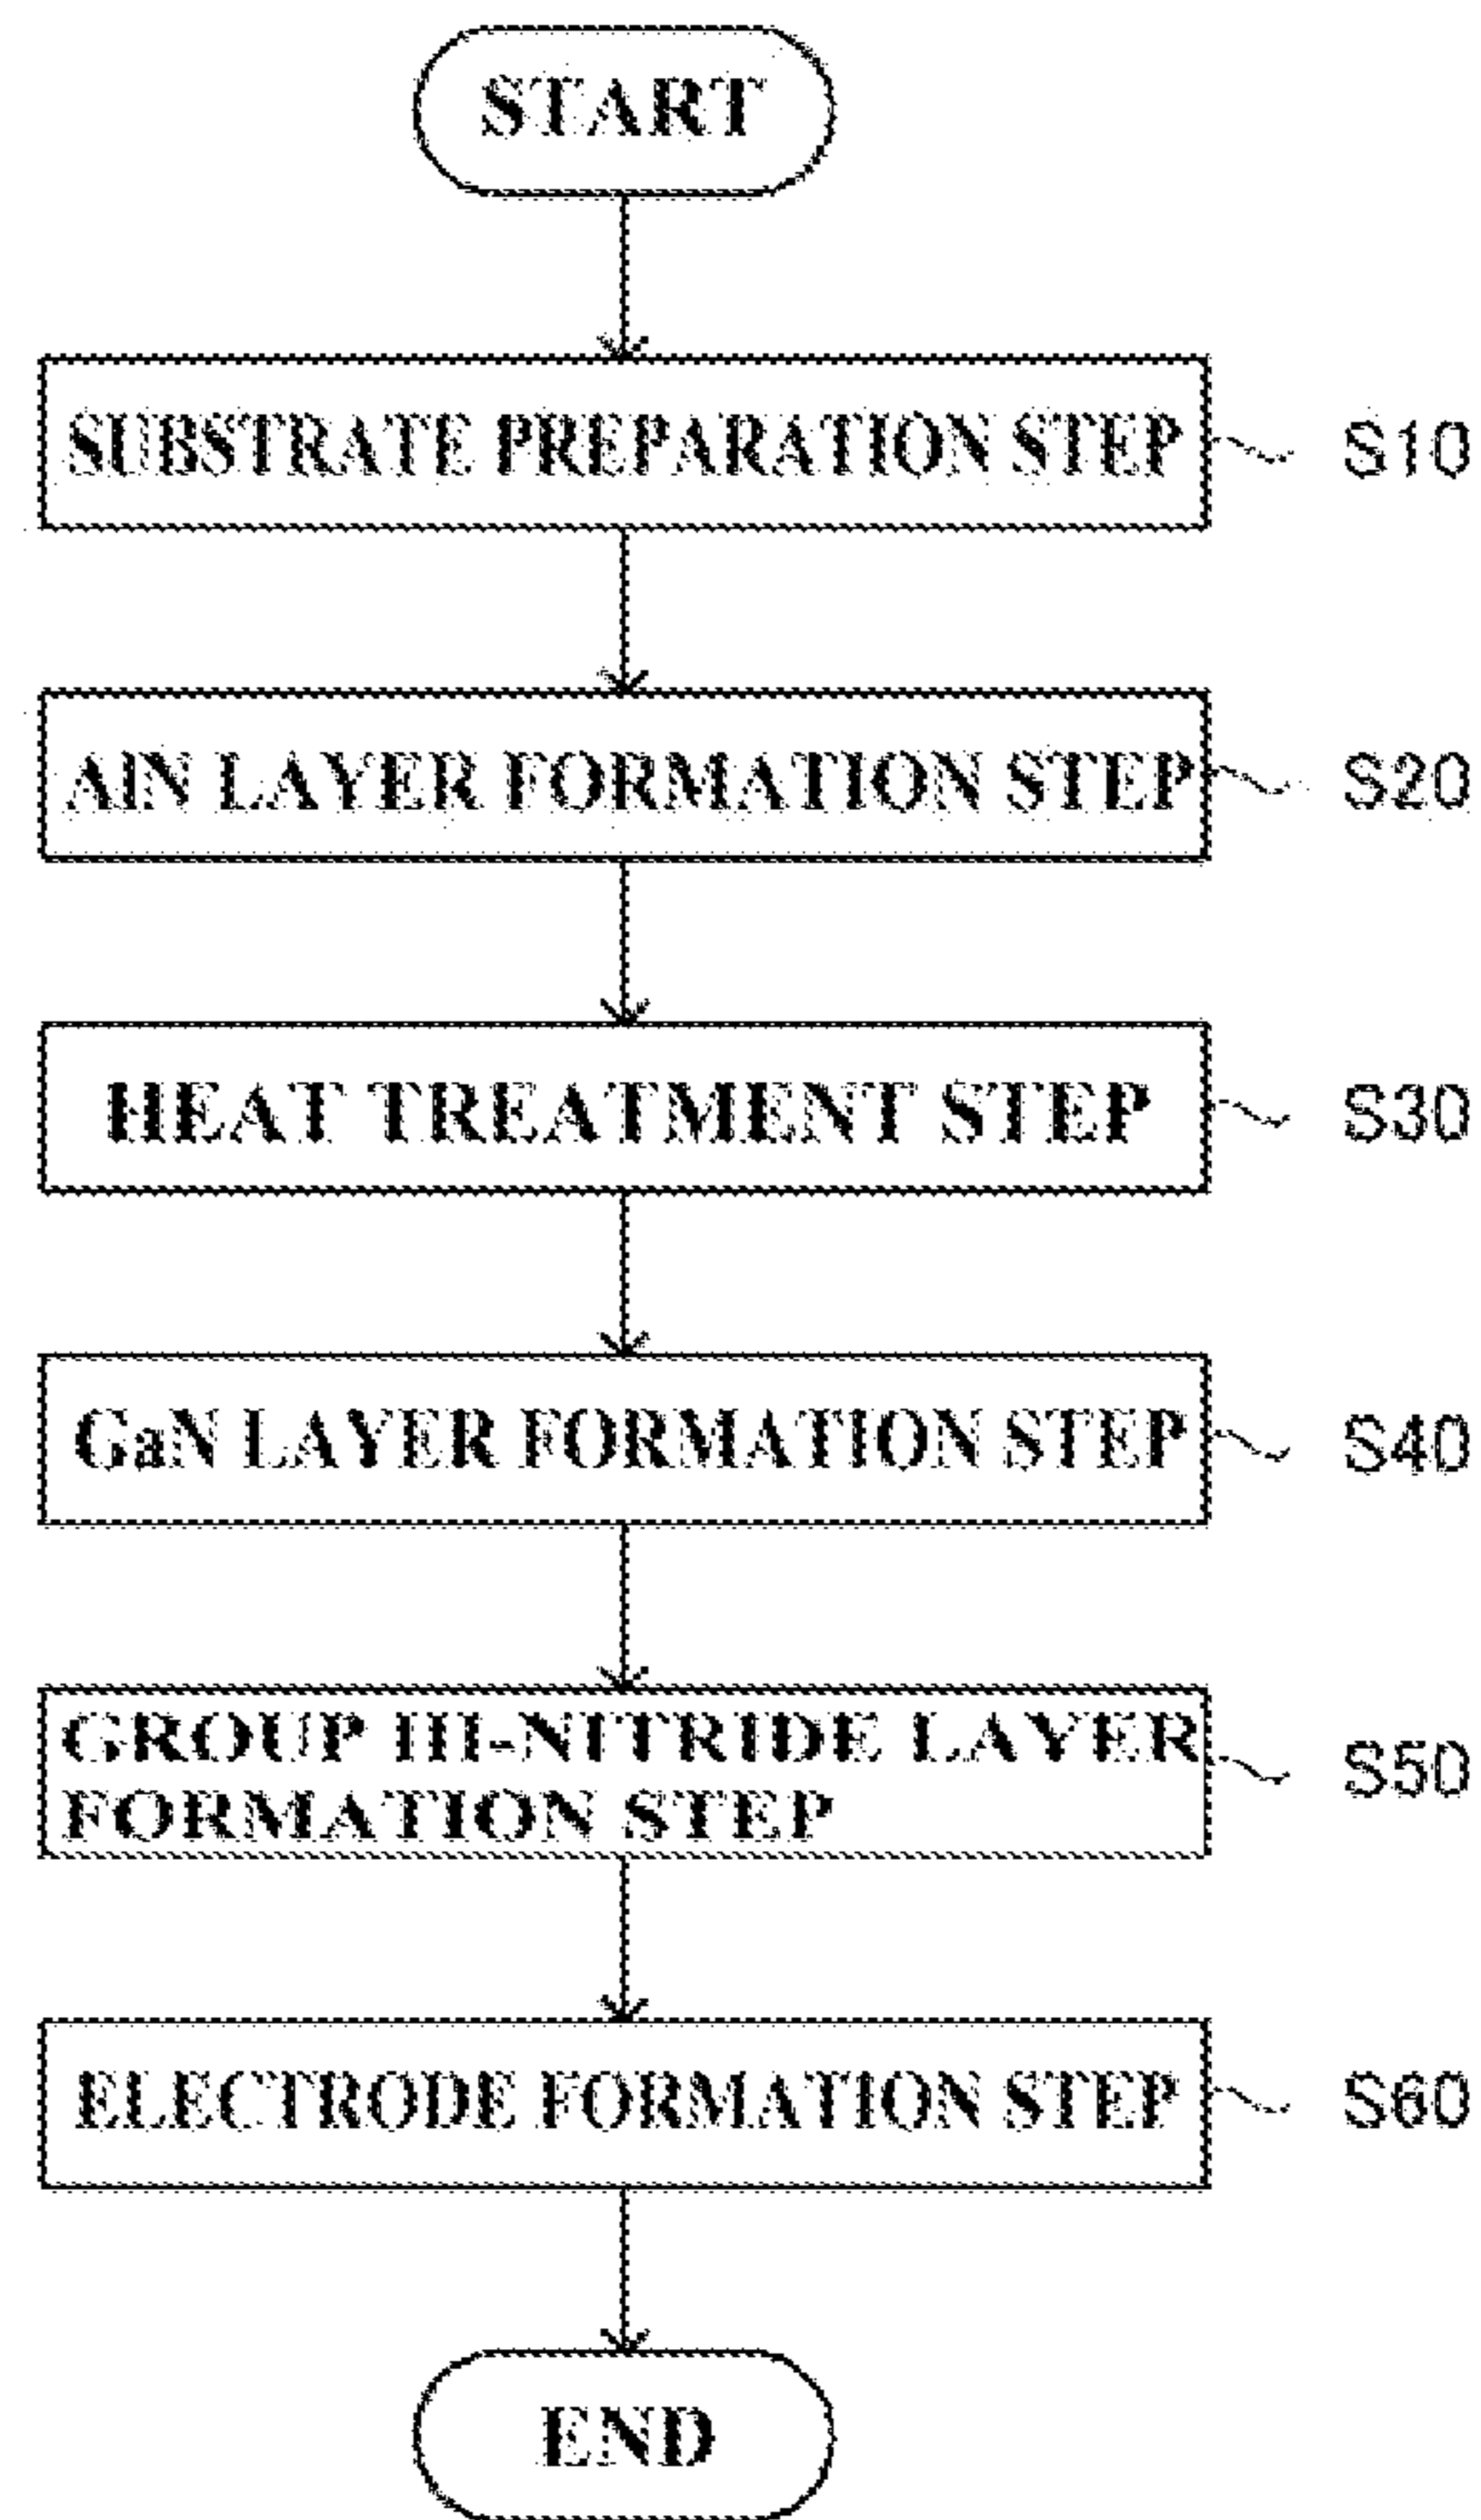 START
SUBSTRATE PREPARATION STEP S10
AlN LAYER FORMATION STEP S20
HEAT TREATMENT STEP S30
GaN LAYER FORMATION STEP S40
GROUP III-NITRIDE LAYER S50
FORMATION STEP
ELECTRODE FORMATION STEP S60
END